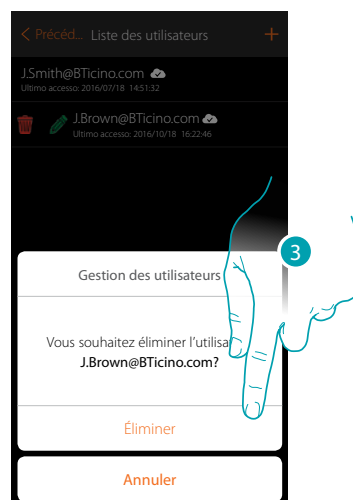 Précéd... Liste des utilisateurs +
J.Smith@BTicino.com
Ultimo accesso: 2016/07/18 14:51:32
J.Brown@BTicino.com
Ultimo accesso: 2016/10/18 16:22:46
3
Gestion des utilisateurs
Vous souhaitez éliminer l'utilisa
J.Brown@BTicino.com?
Éliminer
Annuler